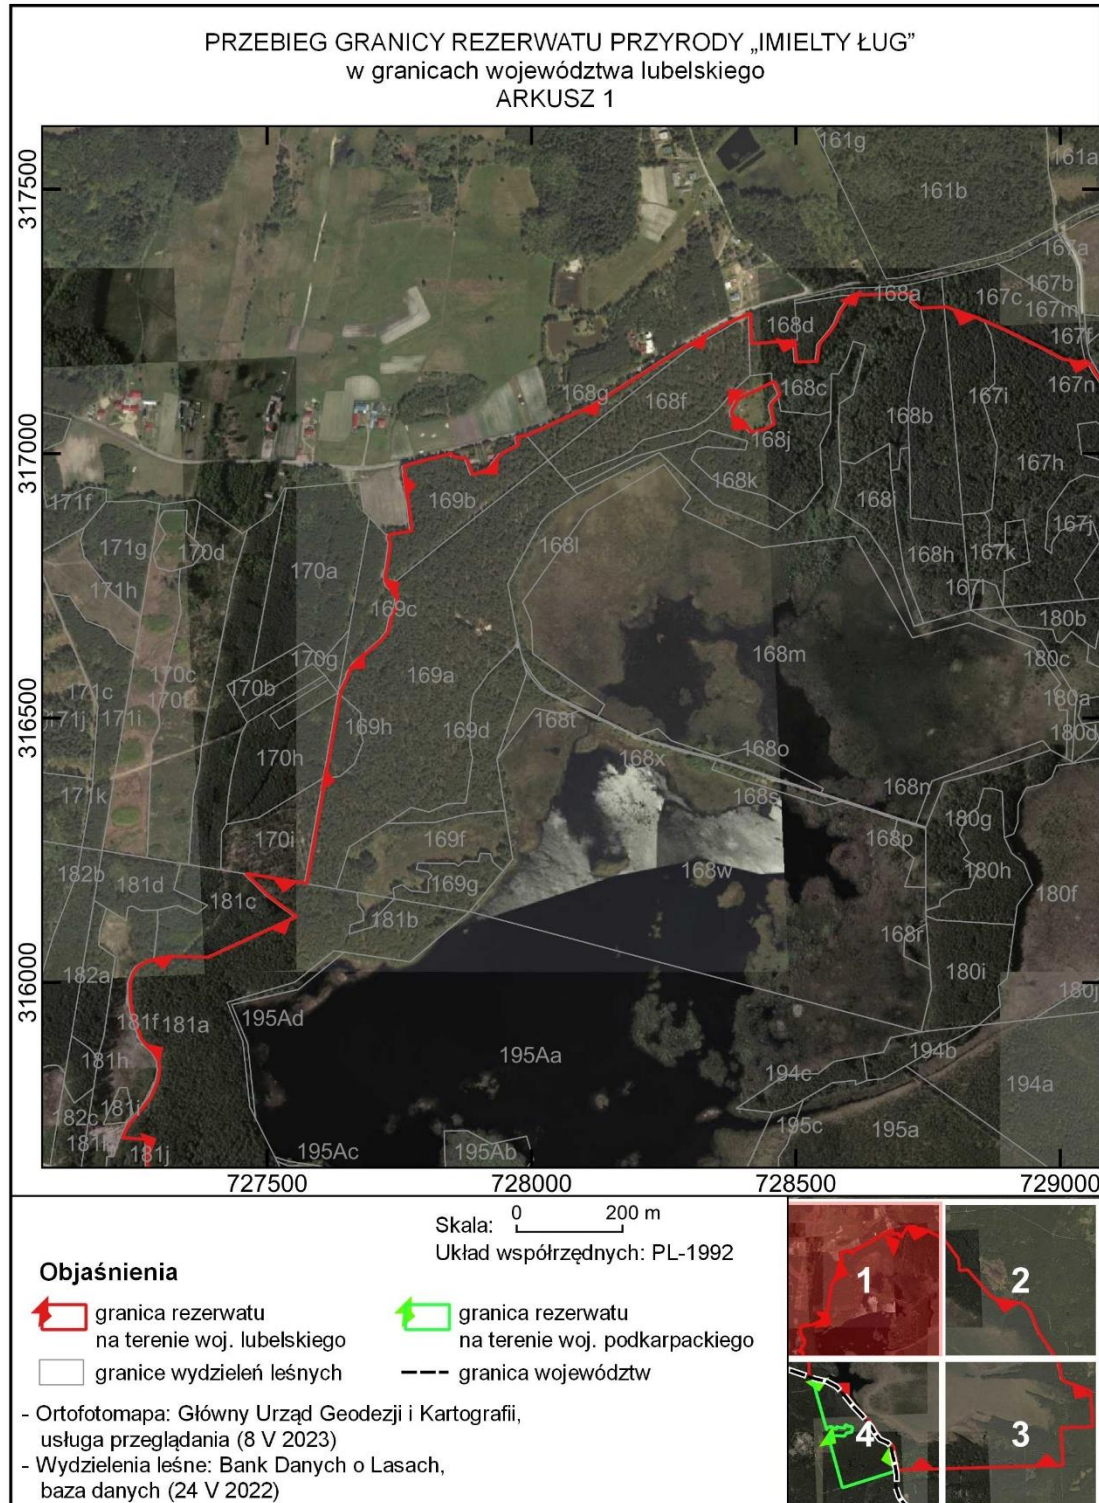 PRZEBIEG GRANICY REZERWATU PRZYRODY „IMIELTY ŁUG”
w granicach województwa lubelskiego
ARKUSZ 1
161g
161a
317500
161b
167a
167b
167c
168a
167m
168d
167f
168g
168c
167n
168f
168b
167i
168j
317000
167h
169b
168k
171f
168l
168i
167j
171g
170d
168h
167k
170a
171h
167l
169c
180b
168m
170g
180c
170c
169a
171c
170b
170f
180a
316500
171j
171i
169h
169d
168t
180d
168o
170h
168x
171k
168s
168n
180g
170i
169f
168p
182b
168w
180h
181d
169g
180f
181c
181b
168r
316000
182a
180i
180j
195Ad
181f
181a
195Aa
194b
181h
194c
194a
182c
181i
195c
195a
181j
195Ac
195Ab
727500
728000
728500
729000
Skala:
0
200 m
Układ współrzędnych: PL-1992
Objaśnienia
granica rezerwatu
na terenie woj. lubelskiego
granica rezerwatu
na terenie woj. podkarpackiego
granice wydzieleń leśnych
granica województw
- Ortofotomapa: Główny Urząd Geodezji i Kartografii,
usługa przeglądania (8 V 2023)
- Wydzielenia leśne: Bank Danych o Lasach,
baza danych (24 V 2022)
1
2
4
3